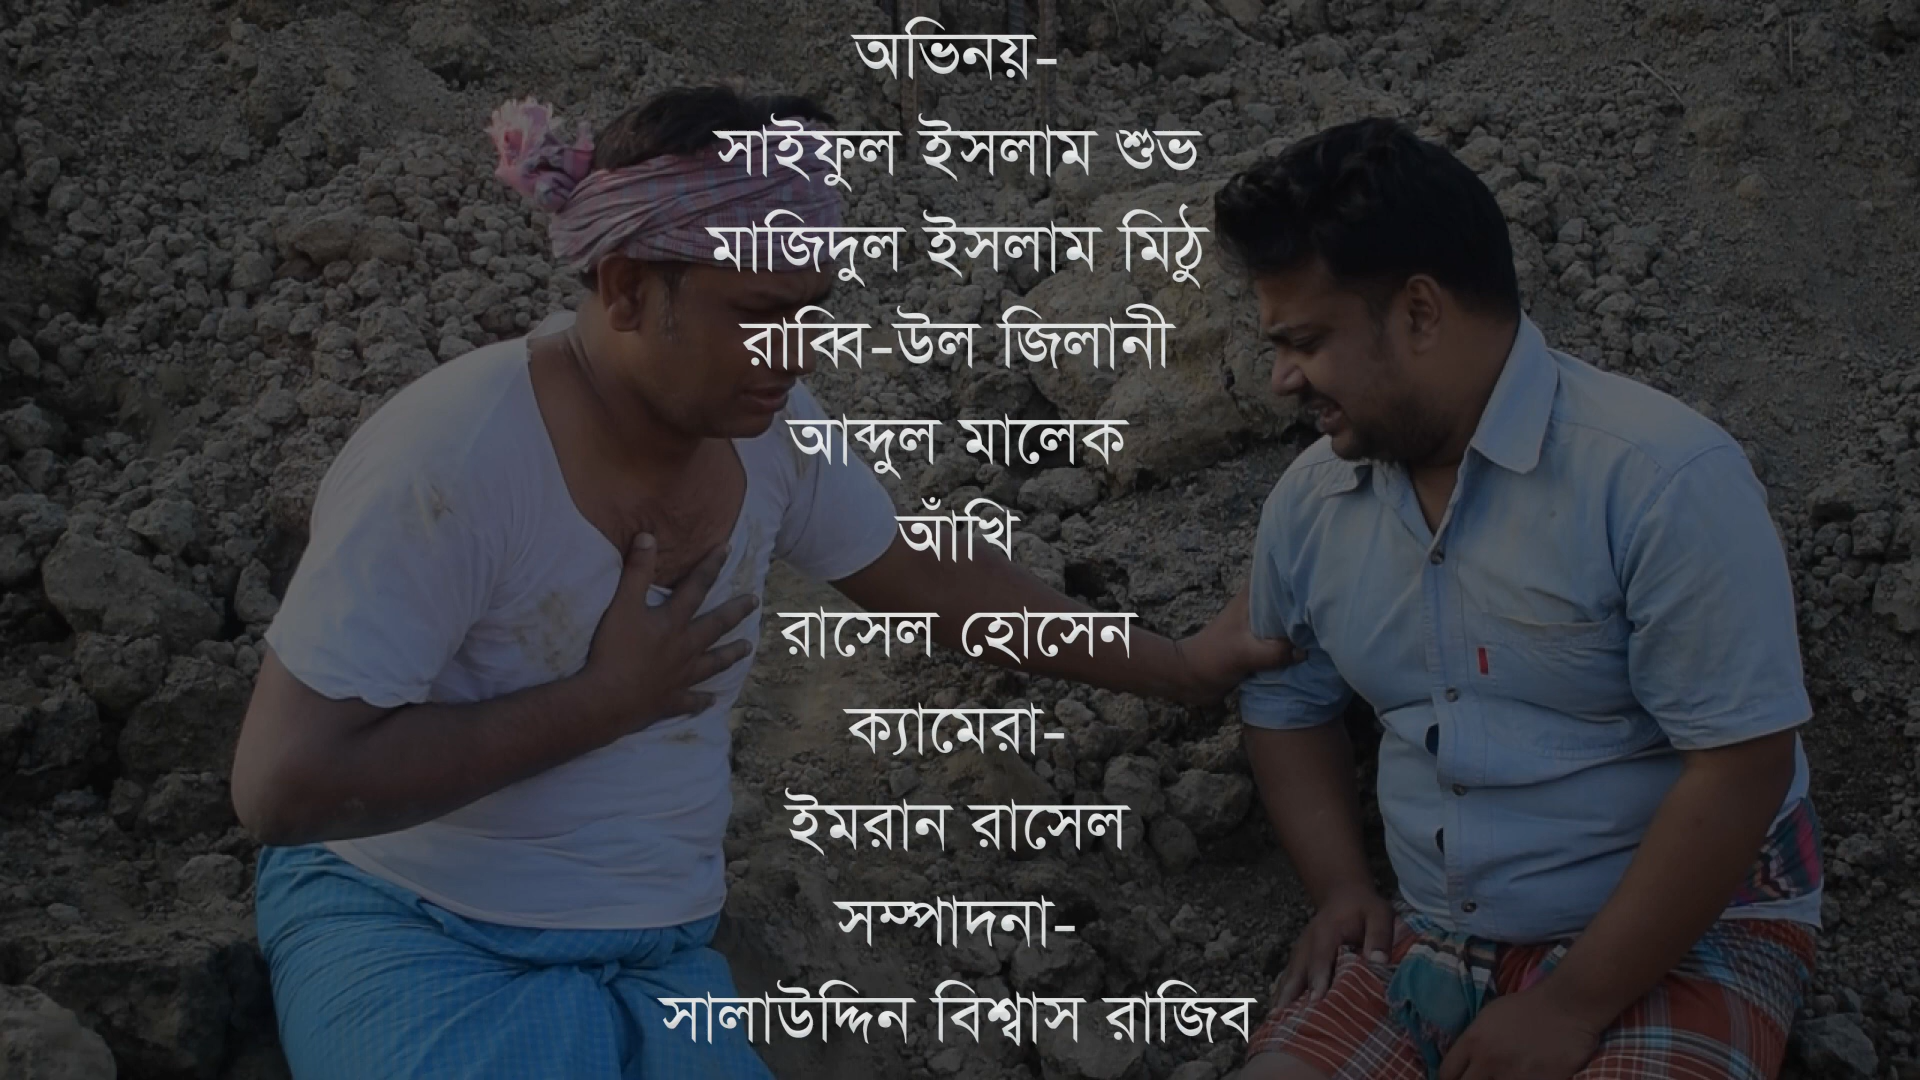 অভিনয়-
সাইফুল ইসলাম শুভ
মাজিদুল ইসলাম মিঠু
রাব্বি-উল জিলানী
আব্দুল মালেক
আঁখি
রাসেল হোসেন
ক্যামেরা-
ইমরান রাসেল
সম্পাদনা-
সালাউদ্দিন বিশ্বাস রাজিব